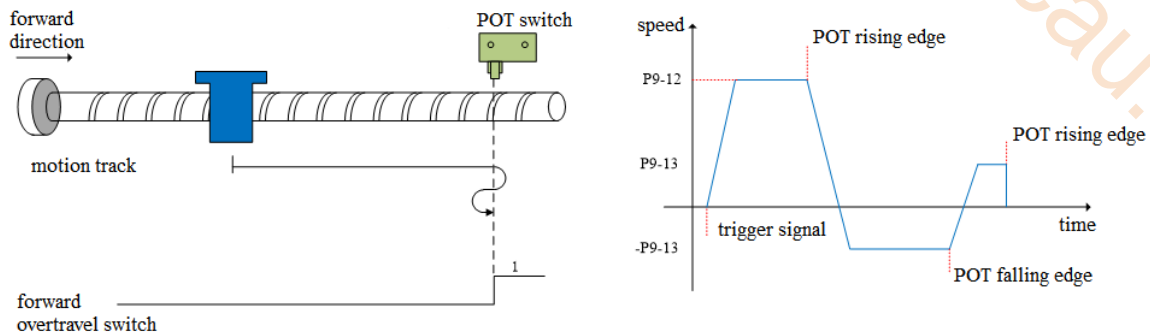 forward
direction
POT switch
motion track
1
forward
overtravel switch
speed
POT rising edge
P9-12
POT rising edge
P9-13
trigger signal
time
-P9-13
POT falling edge
cau.